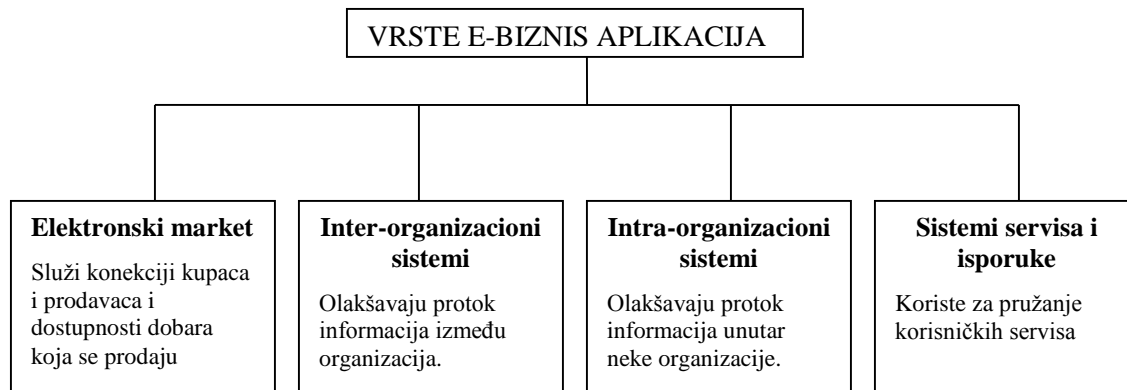 VRSTE E-BIZNIS APLIKACIJA
Elektronski market
Služi konekciji kupaca
i prodavaca i
dostupnosti dobara
koja se prodaju
Inter-organizacioni
sistemi
Olakšavaju protok
informacija između
organizacija.
Intra-organizacioni
sistemi
Olakšavaju protok
informacija unutar
neke organizacije.
Sistemi servisa i
isporuke
Koriste za pružanje
korisničkih servisa